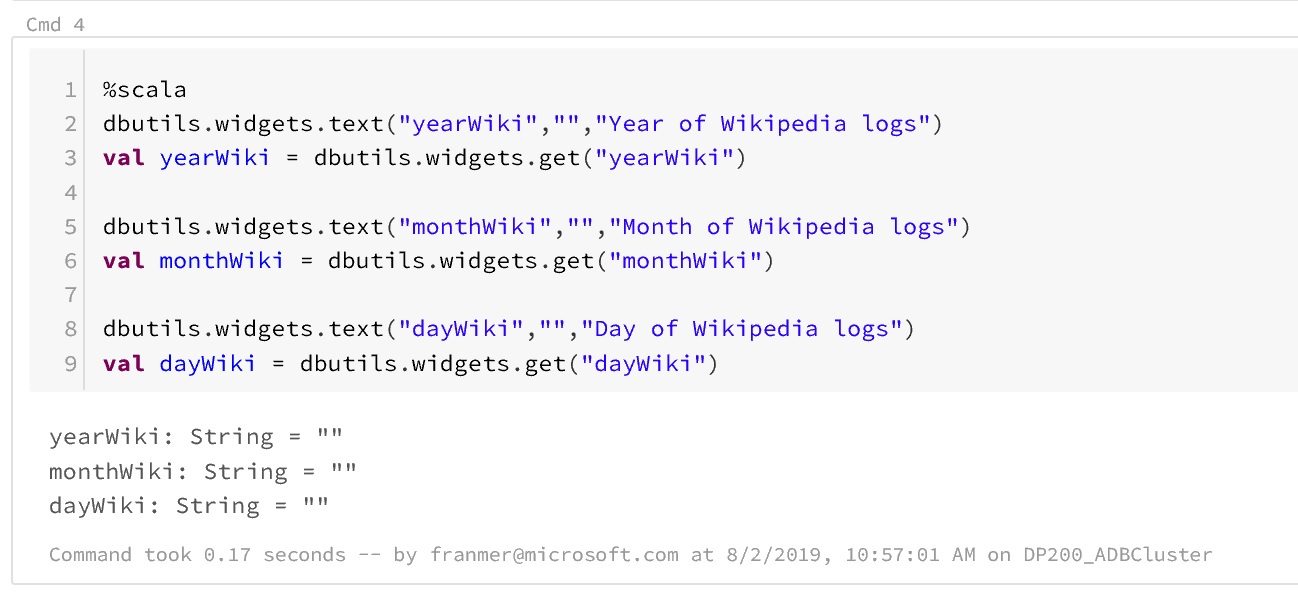 Cmd 4
1 %scala
2 dbutils.widgets.text("yearWiki","","Year of Wikipedia logs")
3 val yearWiki = dbutils.widgets.get("yearWiki")
4
5 dbutils.widgets.text("monthWiki","","Month of Wikipedia logs")
6 val monthWiki = dbutils.widgets.get("monthWiki")
7
8 dbutils.widgets.text("dayWiki","","Day of Wikipedia logs")
9 val dayWiki = dbutils.widgets.get("dayWiki")
yearWiki: String = ""
monthWiki: String = ""
dayWiki: String = ""
Command took 0.17 seconds -- by franmer@microsoft.com at 8/2/2019, 10:57:01 AM on DP200_ADBCluster